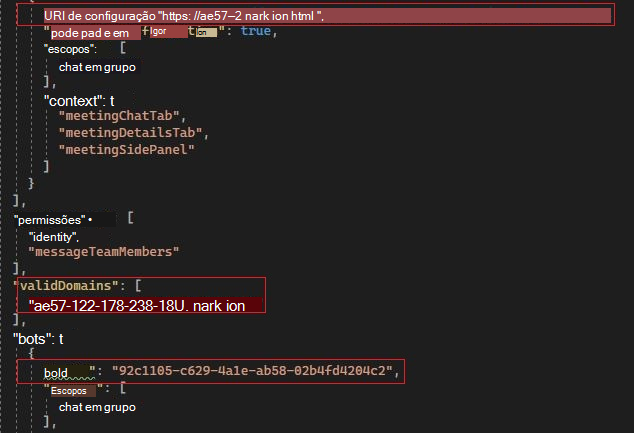 {
URI de configuração "https: //ae57–2 nark ion html ",
"pode pad e em f Igor t Ion": true,
"escopos": [
chat em grupo
],
"context": t
"meetingChatTab",
"meetingDetailsTab",
"meetingSidePanel"
]
}
],
"permissões" • [
"identity",
"messageTeamMembers"
],
"validDomains": [
"ae57-122-178-238-18U. nark ion
],
"bots": t
{
bold ": "92c1105-c629-4a1e-ab58-02b4fd4204c2",
"Escopos": [
chat em grupo
],